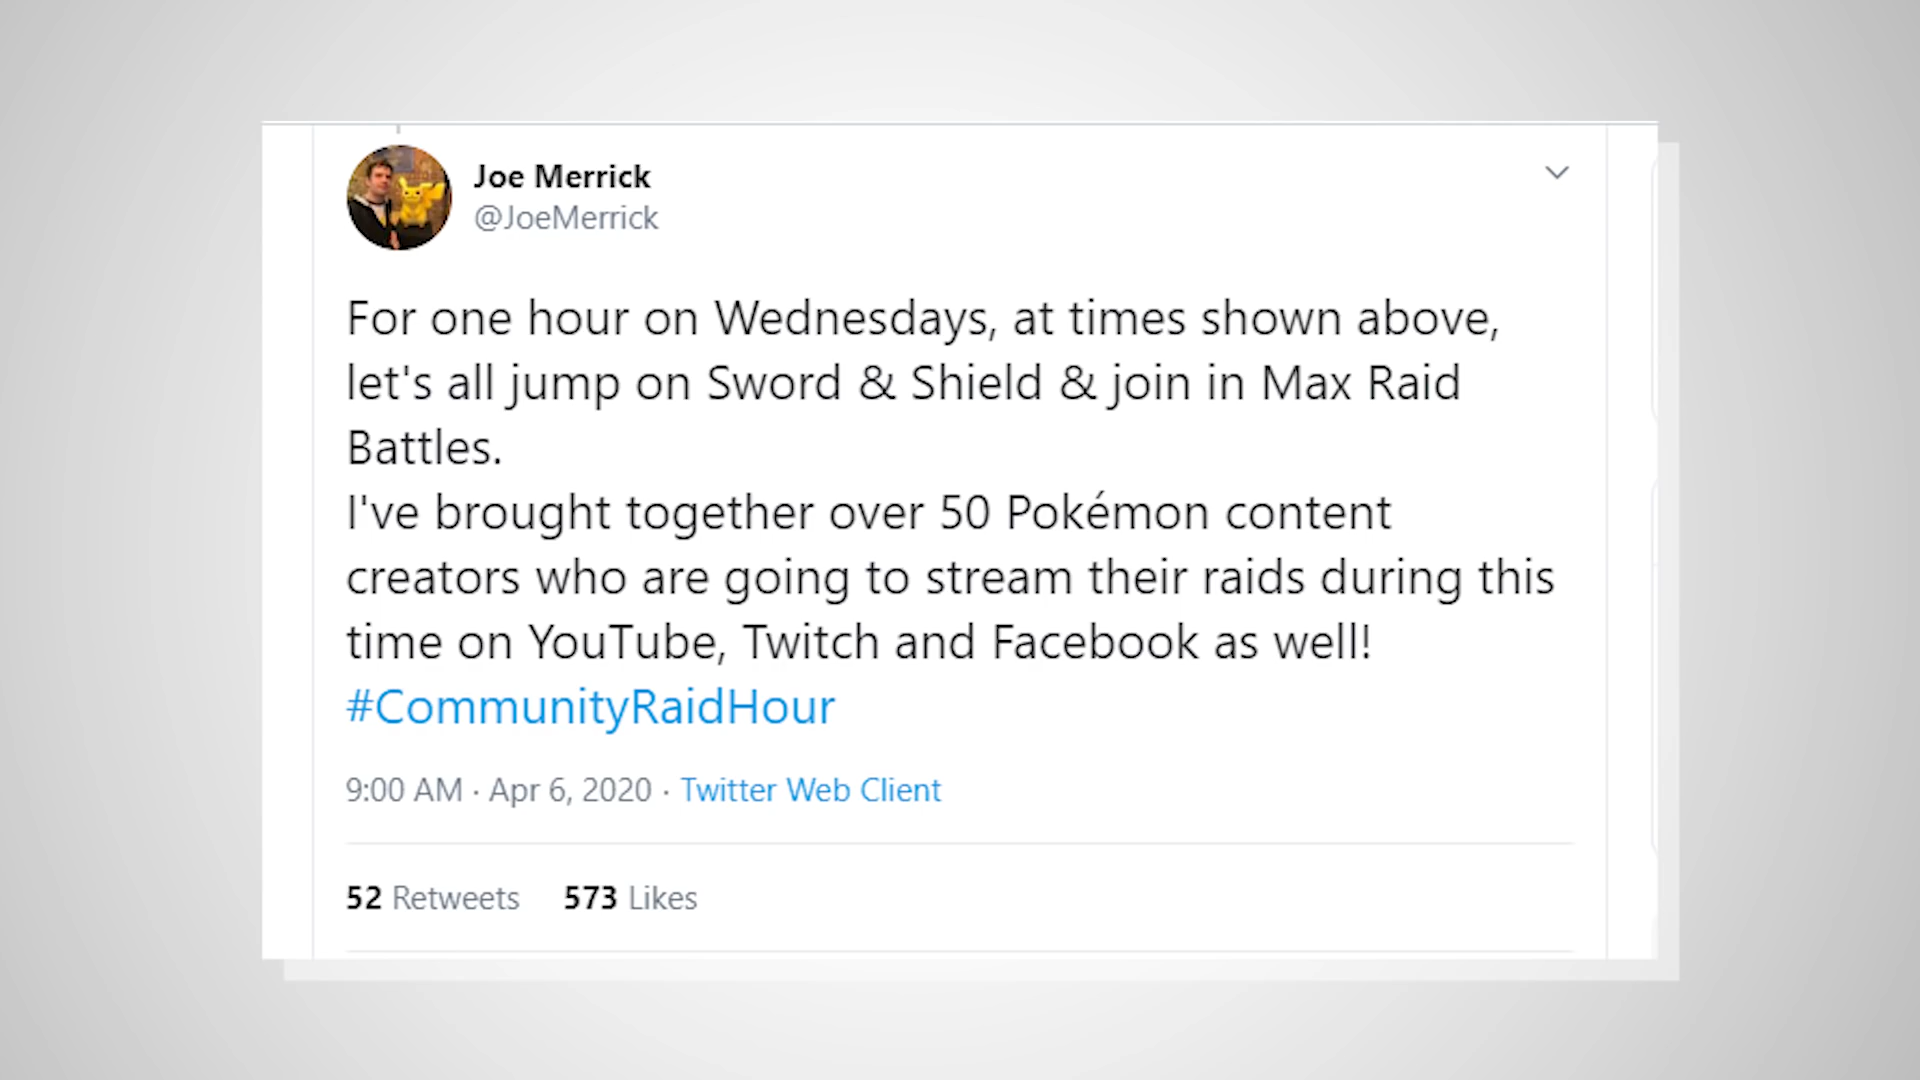 Joe Merrick
@JoeMerrick
For one hour on Wednesdays, at times shown above,
let's all jump on Sword & Shield & join in Max Raid
Battles.
I've brought together over 50 Pokémon content
creators who are going to stream their raids during this
time on YouTube, Twitch and Facebook as well!
#CommunityRaidHour
9:00 AM · Apr 6, 2020 · Twitter Web Client
52 Retweets 573 Likes